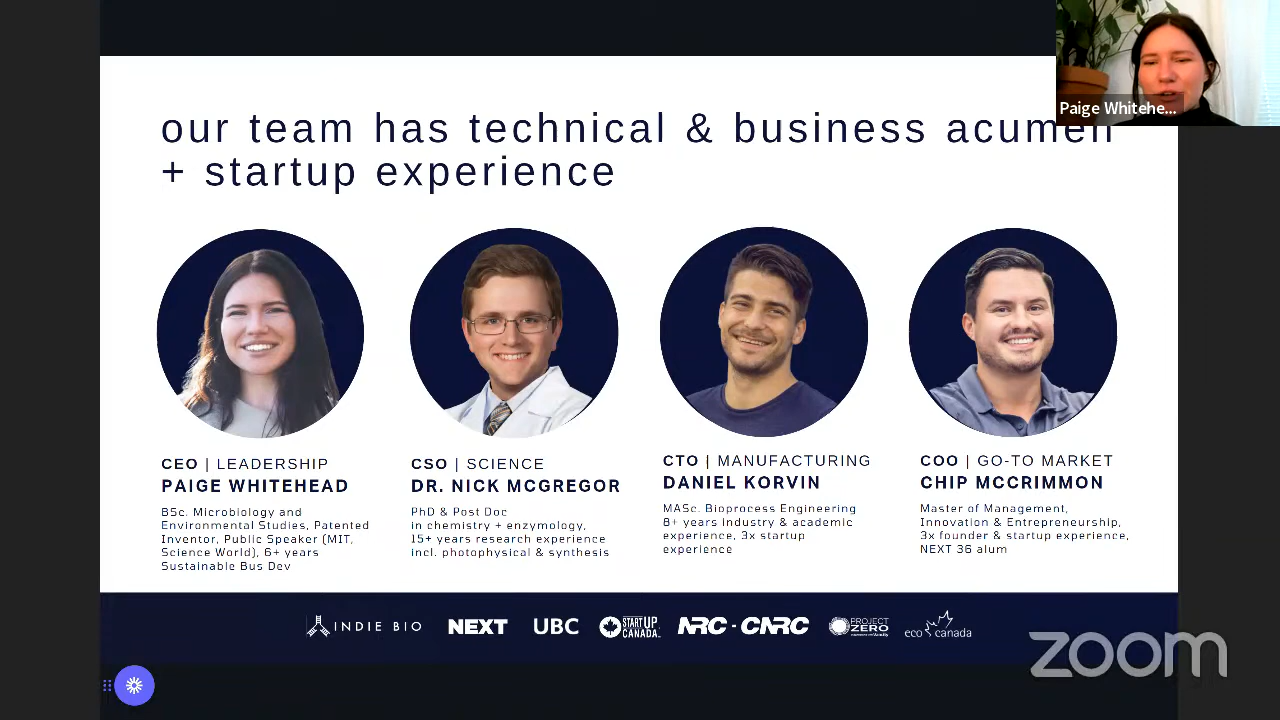 our team has technical & business acumen
+ startup experience
Paige Whitehe...
CEO | LEADERSHIP
PAIGE WHITEHEAD
BSc. Microbiology and
Environmental Studies, Patented
Inventor, Public Speaker (MIT,
Science World), 6+ years
Sustainable Bus Dev
CSO | SCIENCE
DR. NICK MCGREGOR
PhD & Post Doc
in chemistry + enzymology,
15+ years research experience
incl. photophysical & synthesis
CTO | MANUFACTURING
DANIEL KORVIN
MASc. Bioprocess Engineering
8+ years industry & academic
experience, 3x startup
experience
COO | GO-TO MARKET
CHIP MCCRIMMON
Master of Management,
Innovation & Entrepreneurship,
3x founder & startup experience,
NEXT 36 alum
INDIE BIO
NEXT
UBC
STARTUP
CANADA
NRC - CNRC
PROJECT
ZERO
eco canada
zoom